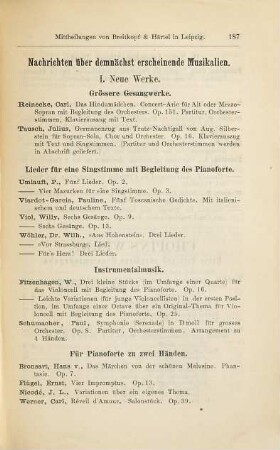 Mittheilungen von Breitkopf & Härtel in Leipzig. 187
Nachrichten über demnächst erscheinende Musikalien.
I. Neue Werke.
Grössere Gesangwerke.
Reinecke, Carl, Das Hindumädchen. Concert-Arie für Alt oder Mezzo-
Sopran mit Begleitung des Orchesters. Op. 151. Partitur, Orchester-
stimmen, Klavierauszug mit Text.
Tausch, Julius, Germanenzug aus Teuts-Nachtigall von Aug. Silber-
stein für Sopran-Solo, Chor und Orchester. Op. 16. Klavierauszug
mit Text und Singstimmen. (Partitur und Orchesterstimmen werden
in Abschrift geliefert.)
Lieder für eine Singstimme mit Begleitung des Pianoforte.
Umlauft, P., Fünf Lieder. Op. 2.
— Vier Mazurken für eine Singstimme. Op. 3.
Viardot-Garcia, Pauline, Fünf Toscanische Gedichte. Mit italieni-
schem und deutschem Texte.
Viol, Willy, Sechs Gesänge. Op. 9.
— Sechs Gesänge. Op. 13.
Wöhler, Dr. Wilh., »Aus Hohenstein«. Drei Lieder.
— »Vor Strassburg«. Lied.
— Für's Heer! Drei Lieder.
Instrumentalmusik.
Fitzenhagen, W., Drei kleine Stücke (im Umfange einer Quarte) für
das Violoncell mit Begleitung des Pianoforte. Op. 16.
— Leichte Variationen (für junge Violoncellisten) in der ersten Posi-
tion. Im Umfange einer Octave über ein Original-Thema für Vio-
loncell mit Begleitung des Pianoforte. Op. 25.
Schumacher, Paul, Symphonie (Serenade) in D moll für grosses
Orchester. Op. 8. Partitur, Orchesterstimmen. Arrangement zu
4 Händen.
Für Pianoforte zu zwei Händen.
Bronsart, Hans v., Das Märchen von der schönen Melusine. Phan-
tasie. Op. 7.
Flügel, Ernst, Vier Impromptus. Op. 19.
Nicodé, J. L., Variationen über ein eigenes Thema.
Werner, Carl, Réveil d'Amour. Salonstück. Op. 39.